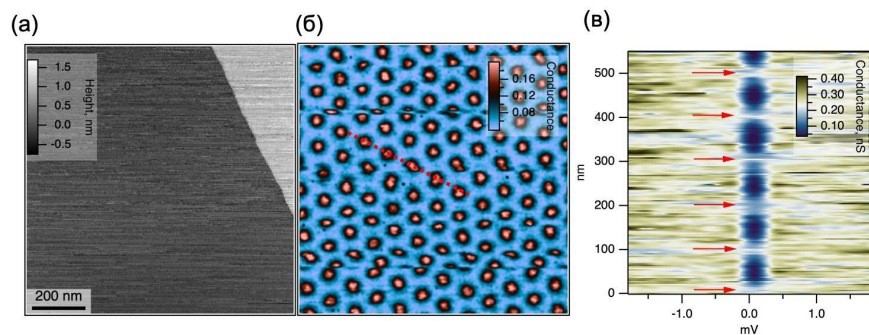 (а)
1.5
1.0
0.5
0.0
-0.5
Height, nm
200 nm
(б)
0.16
0.12
0.08
Conductance
(в)
500
400
300
200
100
0
nm
0.40
0.30
0.20
0.10
Conductance, nS
-1.0
0.0
1.0
mV